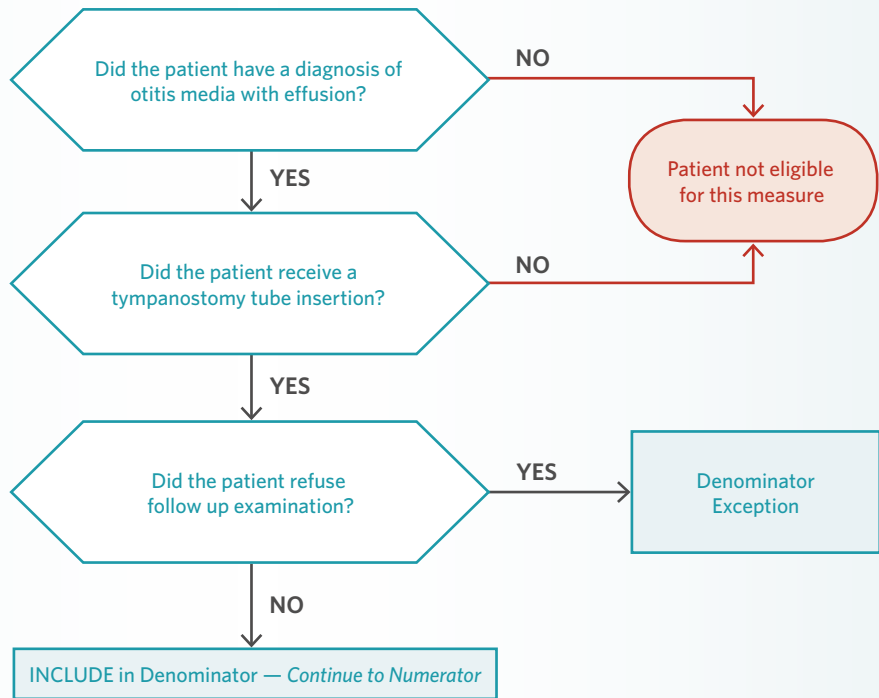 Did the patient have a diagnosis of
otitis media with effusion?
NO
Patient not eligible
for this measure
YES
Did the patient receive a
tympanostomy tube insertion?
NO
YES
Did the patient refuse
follow up examination?
YES
Denominator
Exception
NO
INCLUDE in Denominator — Continue to Numerator